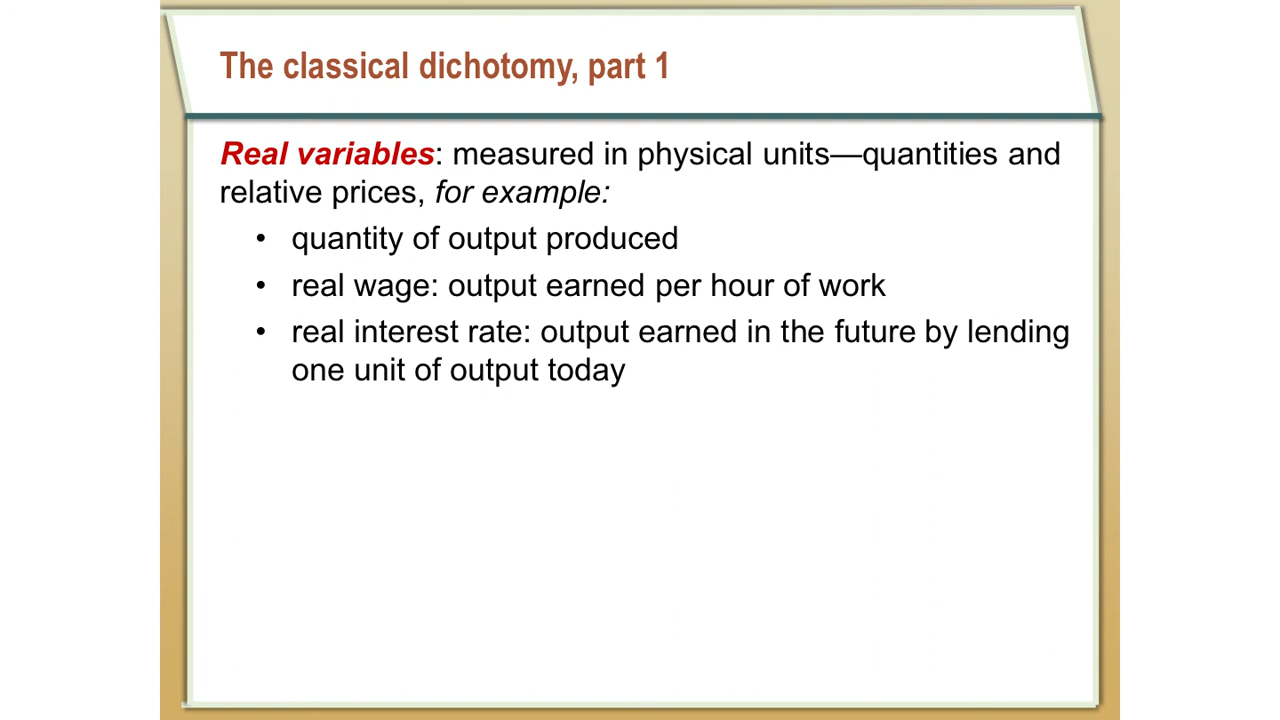 The classical dichotomy, part 1
Real variables: measured in physical units—quantities and
relative prices, for example:
• quantity of output produced
• real wage: output earned per hour of work
• real interest rate: output earned in the future by lending
one unit of output today